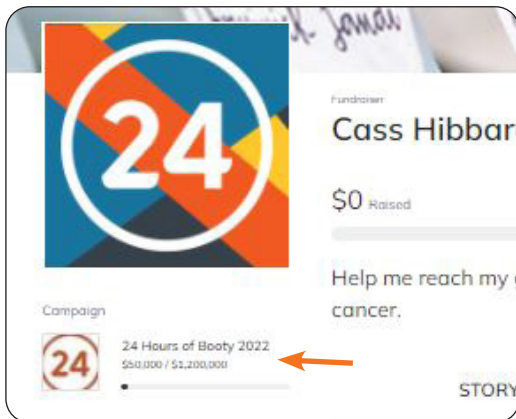 24
Fundraiser
Cass Hibbar
$0 Raised
Help me reach my
cancer.
Campaign
24
24 Hours of Booty 2022
$50,000 / $1,200,000
STORY